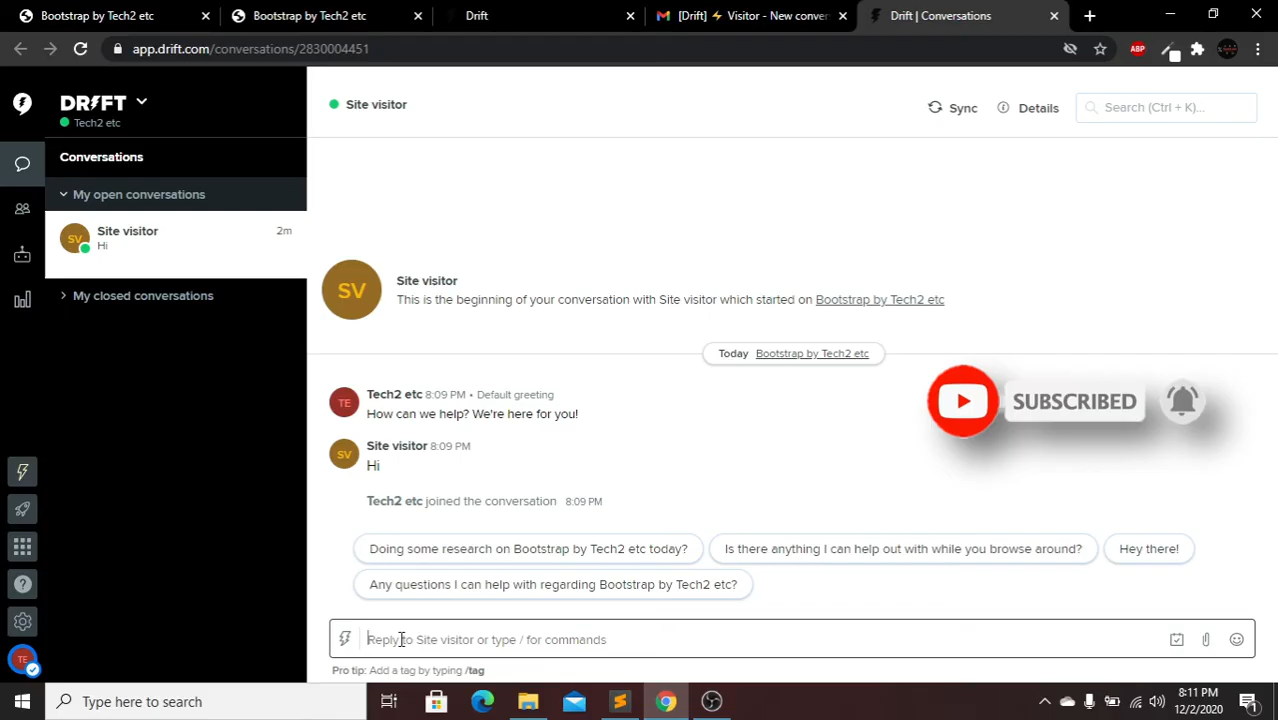 Bootstrap by Tech2 etc
Bootstrap by Tech2 etc
Drift
[Drift] ⚡ Visitor - New conver
Drift | Conversations
app.drift.com/conversations/2830004451
ABP
DRIFT
Tech2 etc
Site visitor
Sync
Details
Search (Ctrl + K)...
Conversations
My open conversations
SV
Site visitor
2m
Hi
My closed conversations
SV
Site visitor
This is the beginning of your conversation with Site visitor which started on Bootstrap by Tech2 etc
Today Bootstrap by Tech2 etc
TE
Tech2 etc 8:09 PM • Default greeting
How can we help? We're here for you!
SUBSCRIBED
SV
Site visitor 8:09 PM
Hi
Tech2 etc joined the conversation 8:09 PM
Doing some research on Bootstrap by Tech2 etc today?
Is there anything I can help out with while you browse around?
Hey there!
Any questions I can help with regarding Bootstrap by Tech2 etc?
Reply to Site visitor or type / for commands
TE
Pro tip: Add a tag by typing /tag
Type here to search
8:11 PM
12/2/2020
1